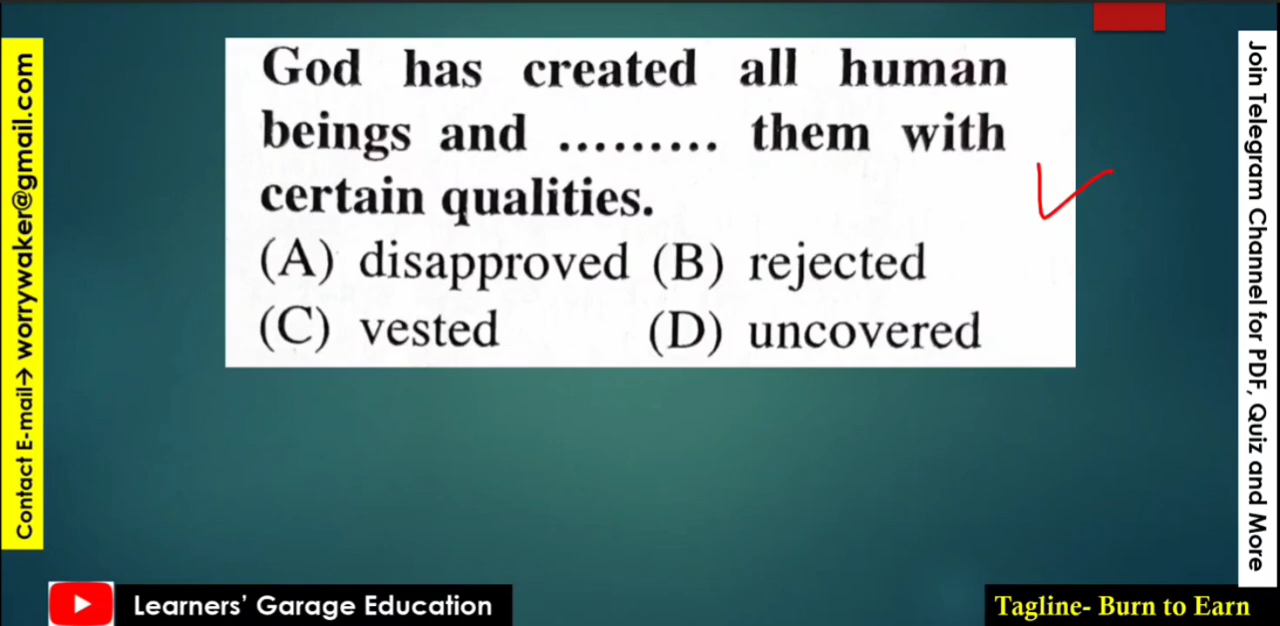 Contact E-mail→ worrywaker@gmail.com
God has created all human
beings and ......... them with
certain qualities.
(A) disapproved (B) rejected
(C) vested (D) uncovered
Join Telegram Channel for PDF, Quiz and More
Learners' Garage Education
Tagline- Burn to Earn